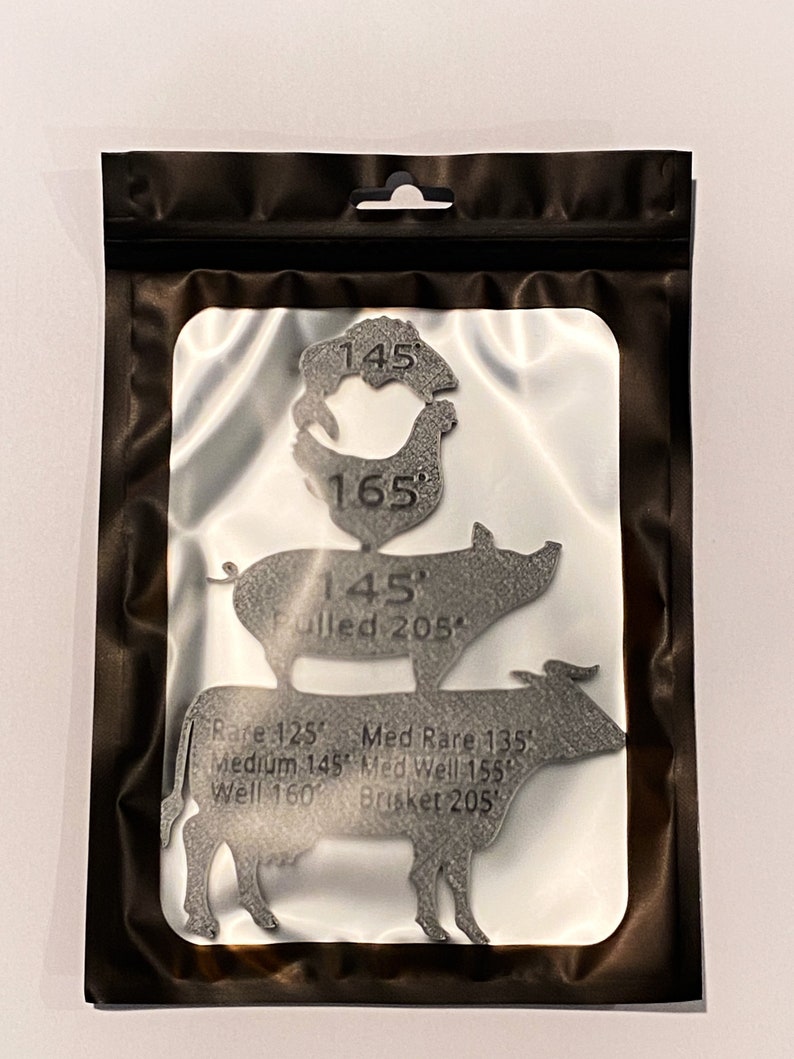 145°
165°
145°
Pulled 205°
Rare 125° Med Rare 135°
Medium 145° Med Well 155°
Well 160° Brisket 205°